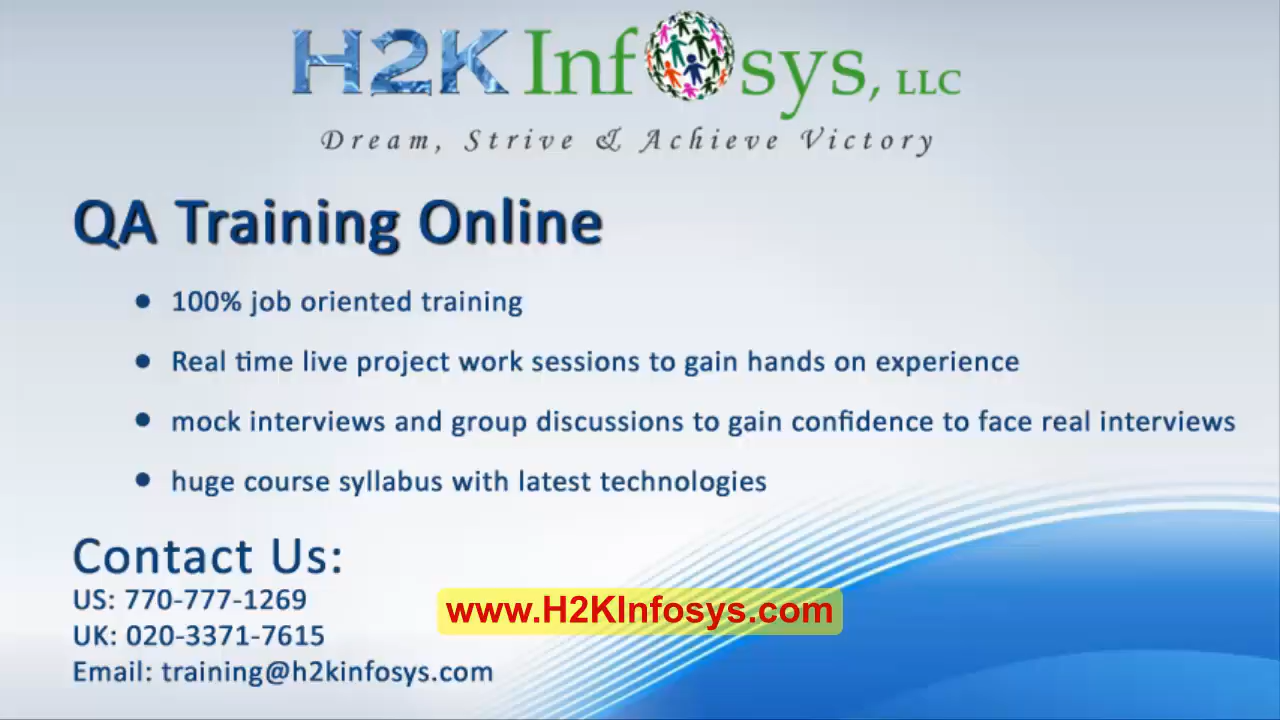 H2K Infosys, LLC
Dream, Strive & Achieve Victory
QA Training Online
• 100% job oriented training
• Real time live project work sessions to gain hands on experience
• mock interviews and group discussions to gain confidence to face real interviews
• huge course syllabus with latest technologies
Contact Us:
US: 770-777-1269
UK: 020-3371-7615
Email: training@h2kinfosys.com
www.H2KInfosys.com